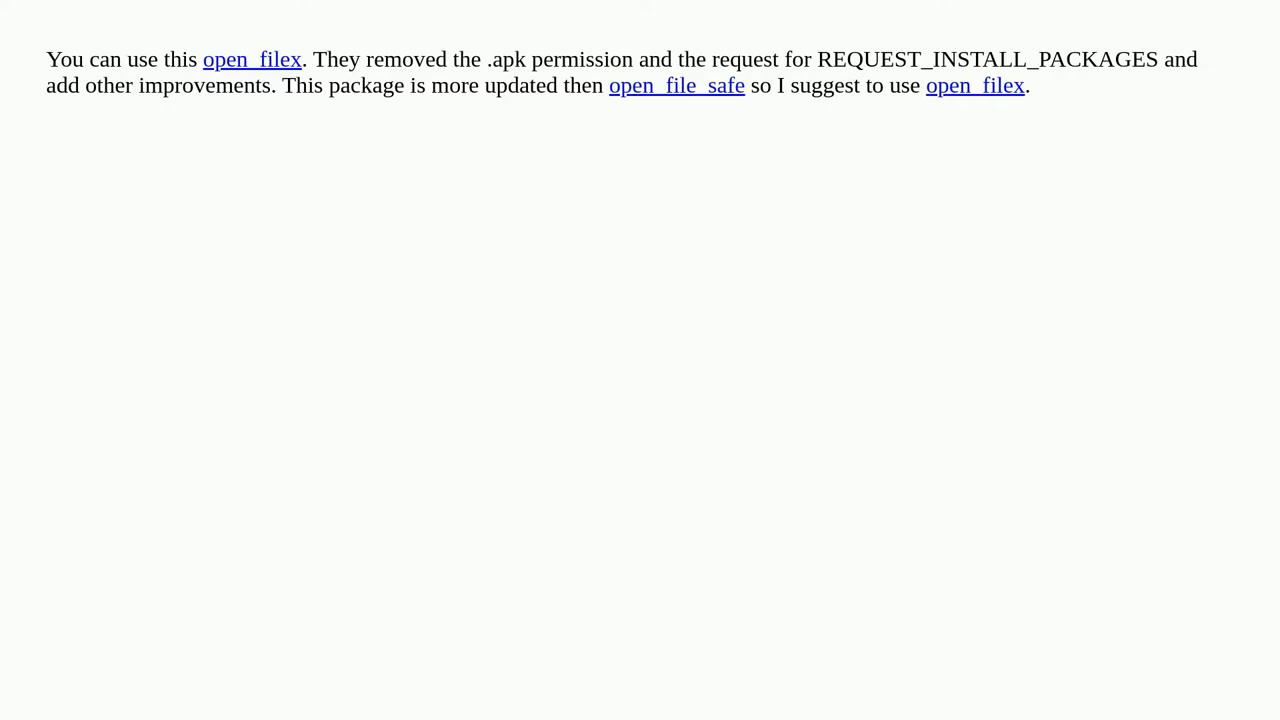 You can use this open_filex. They removed the .apk permission and the request for REQUEST_INSTALL_PACKAGES and
add other improvements. This package is more updated then open_file_safe so I suggest to use open_filex.